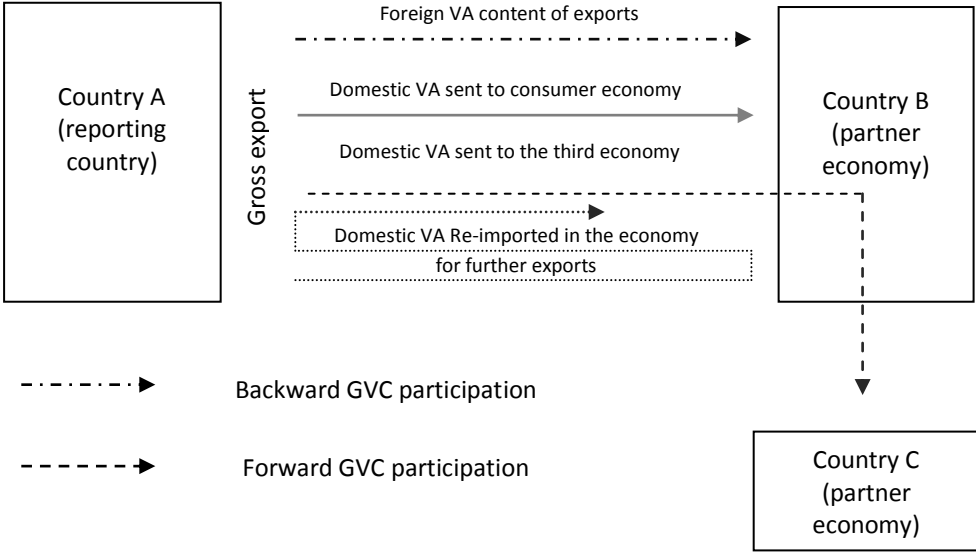 Country A
(reporting
country)
Gross export
Foreign VA content of exports
Domestic VA sent to consumer economy
Domestic VA sent to the third economy
Domestic VA Re-imported in the economy
for further exports
Country B
(partner
economy)
Backward GVC participation
Forward GVC participation
Country C
(partner
economy)